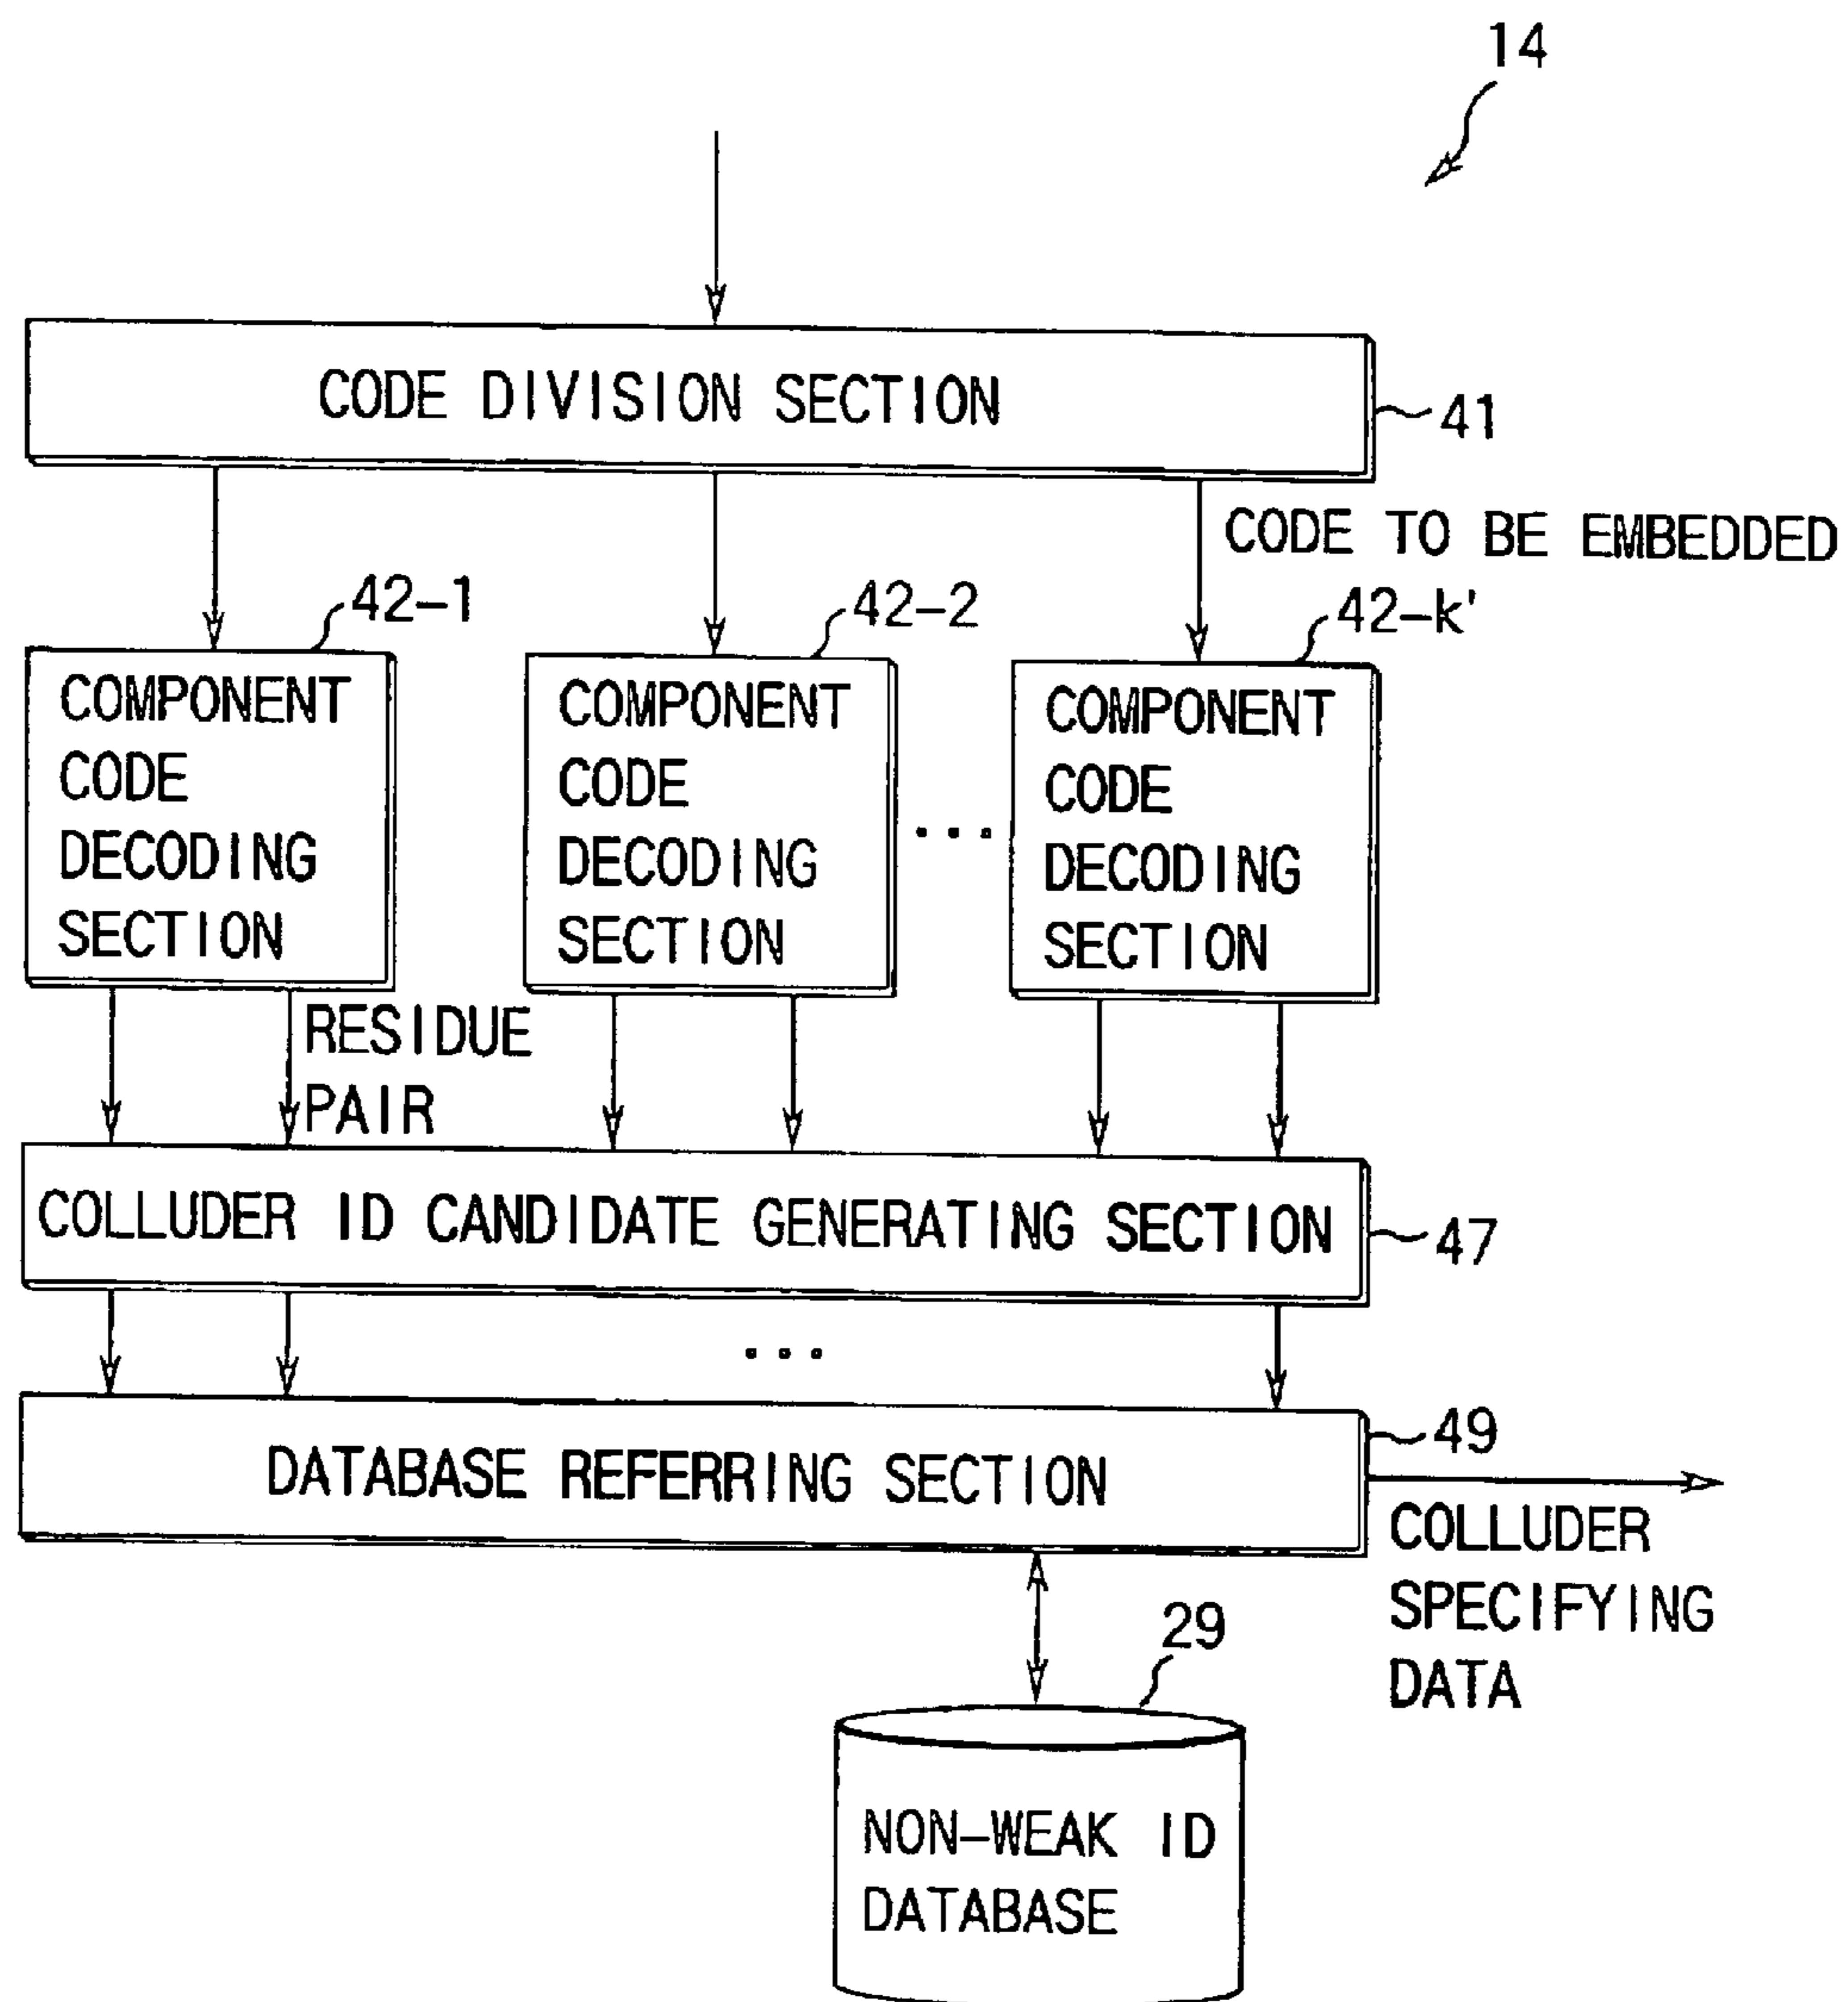 14
CODE DIVISION SECTION
41
CODE TO BE EMBEDDED
42-1
42-2
42-k'
COMPONENT
CODE
DECODING
SECTION
COMPONENT
CODE
DECODING
SECTION
...
COMPONENT
CODE
DECODING
SECTION
RESIDUE
PAIR
COLLUDER ID CANDIDATE GENERATING SECTION
47
...
DATABASE REFERRING SECTION
49
COLLUDER
SPECIFYING
DATA
29
NON-WEAK ID
DATABASE